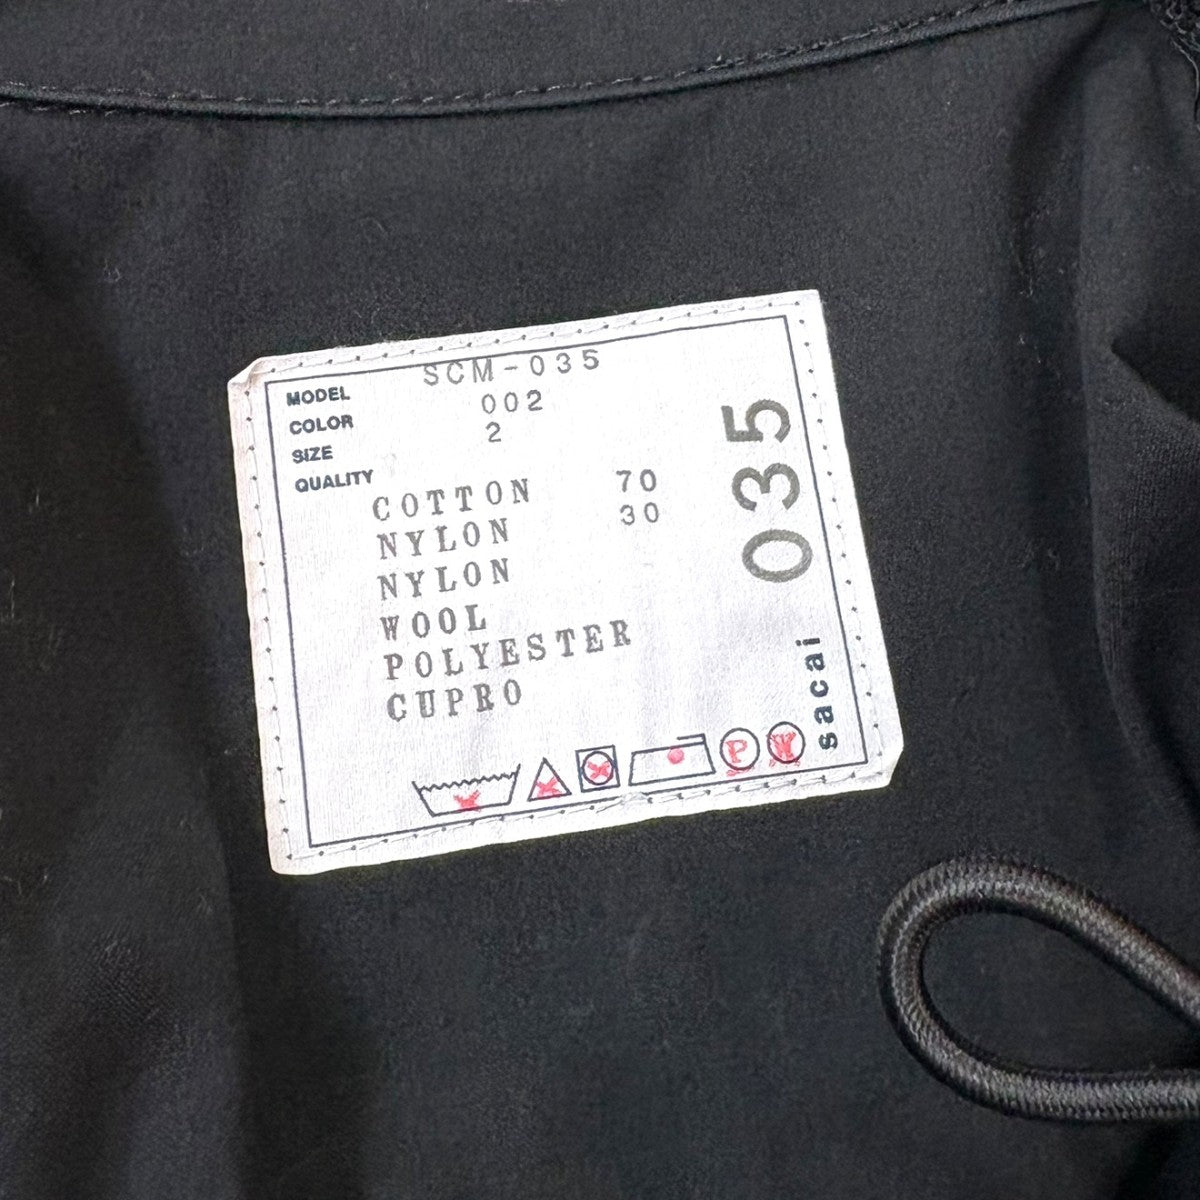 MODEL SCM-035
COLOR 002
SIZE 2
QUALITY
COTTON 70
NYLON 30
NYLON
WOOL
POLYESTER
CUPRO
P W
035
sacai